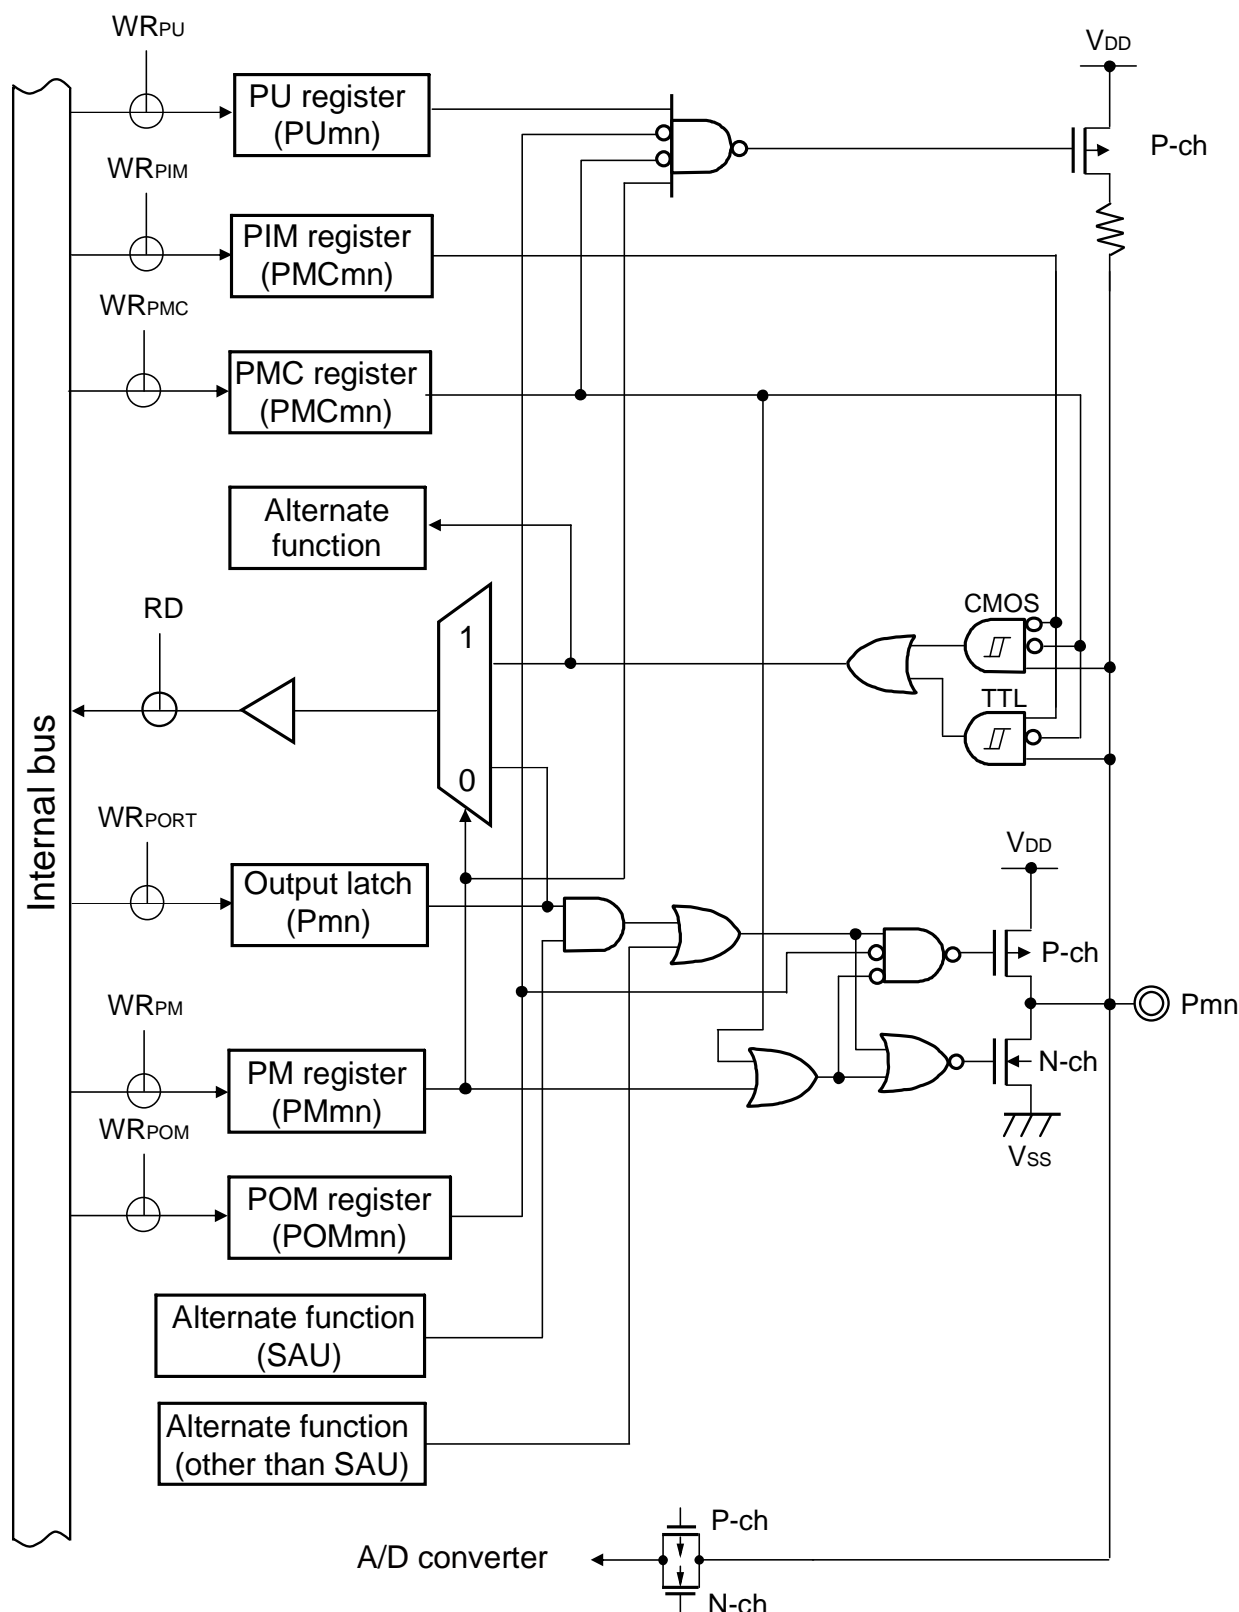 WRPU
VDD
PU register
(PUmn)
P-ch
WRPIM
PIM register
(PMCmn)
WRPMC
PMC register
(PMCmn)
Alternate
function
RD
1
CMOS
TTL
0
Internal bus
WRPORT
VDD
Output latch
(Pmn)
P-ch
WRPM
Pmn
PM register
(PMmn)
N-ch
WRPOM
VSS
POM register
(POMmn)
Alternate function
(SAU)
Alternate function
(other than SAU)
P-ch
A/D converter
N-ch